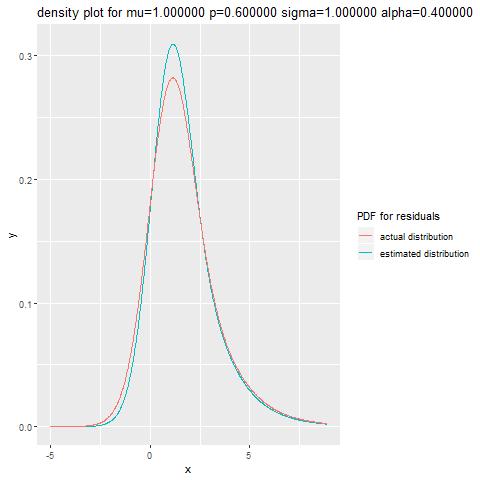 density plot for mu=1.000000 p=0.600000 sigma=1.000000 alpha=0.400000
0.3
0.2
0.1
0.0
y
-5
0
5
x
PDF for residuals
actual distribution
estimated distribution